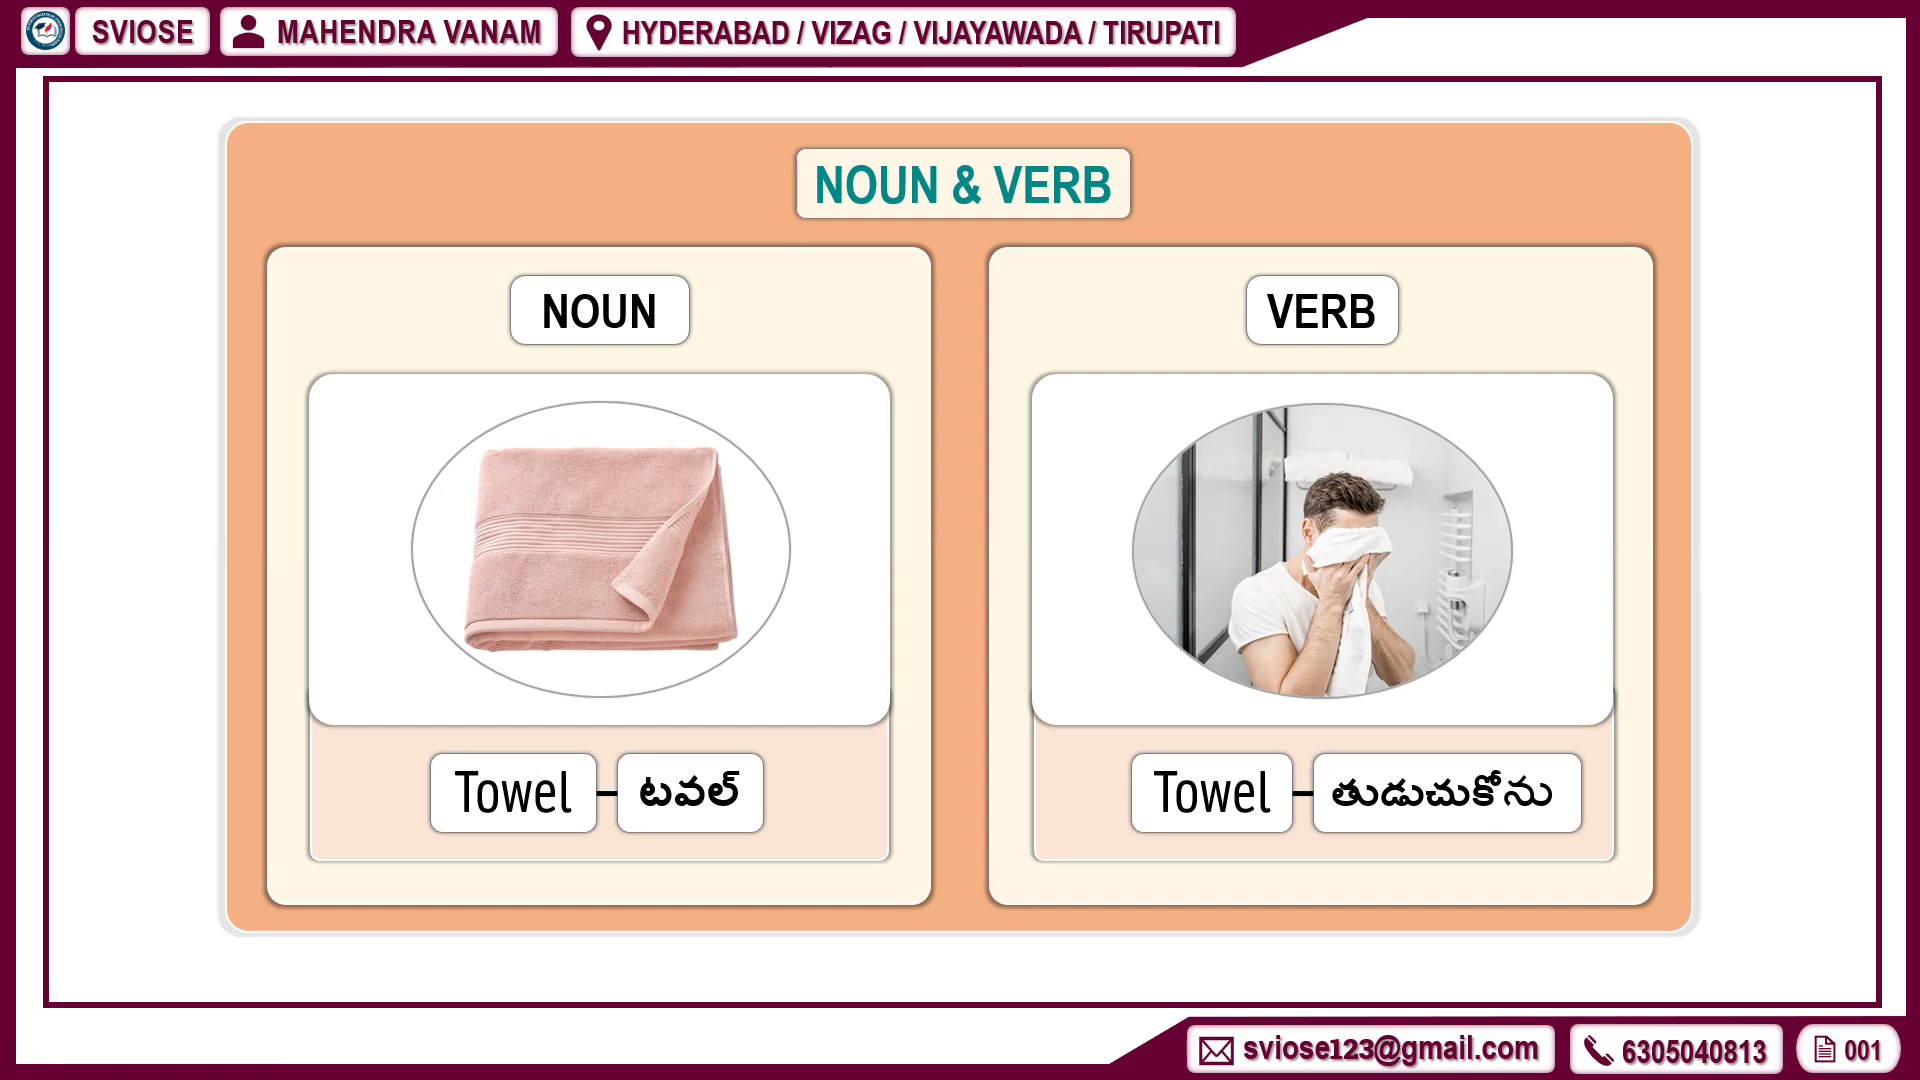 SVIOSE
MAHENDRA VANAM
HYDERABAD / VIZAG / VIJAYAWADA / TIRUPATI
NOUN & VERB
NOUN
Towel – టవల్
VERB
Towel – తుడుచుకోను
sviose123@gmail.com
6305040813
001